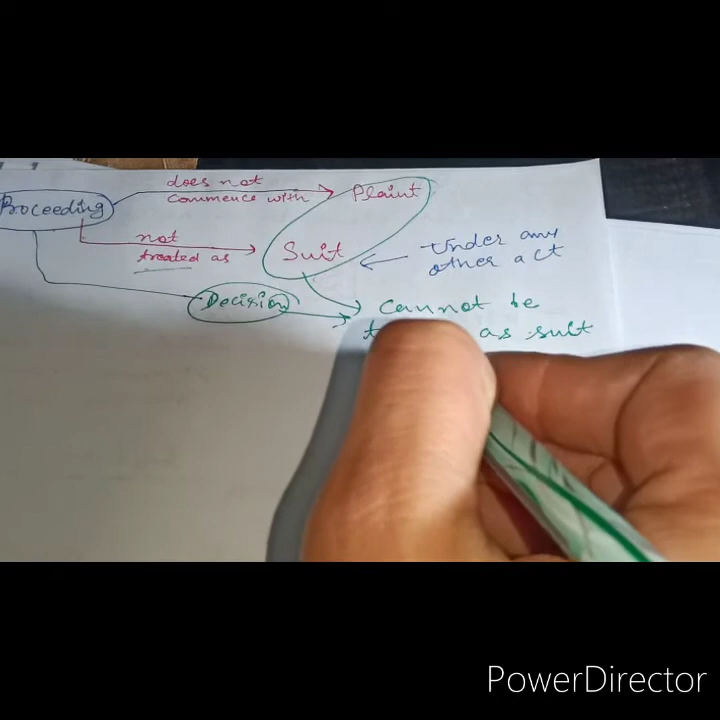 does not
commence with
Plaint
Proceeding
not
treated as
Suit
Under any
other act
Decision
cannot be
as suit
PowerDirector